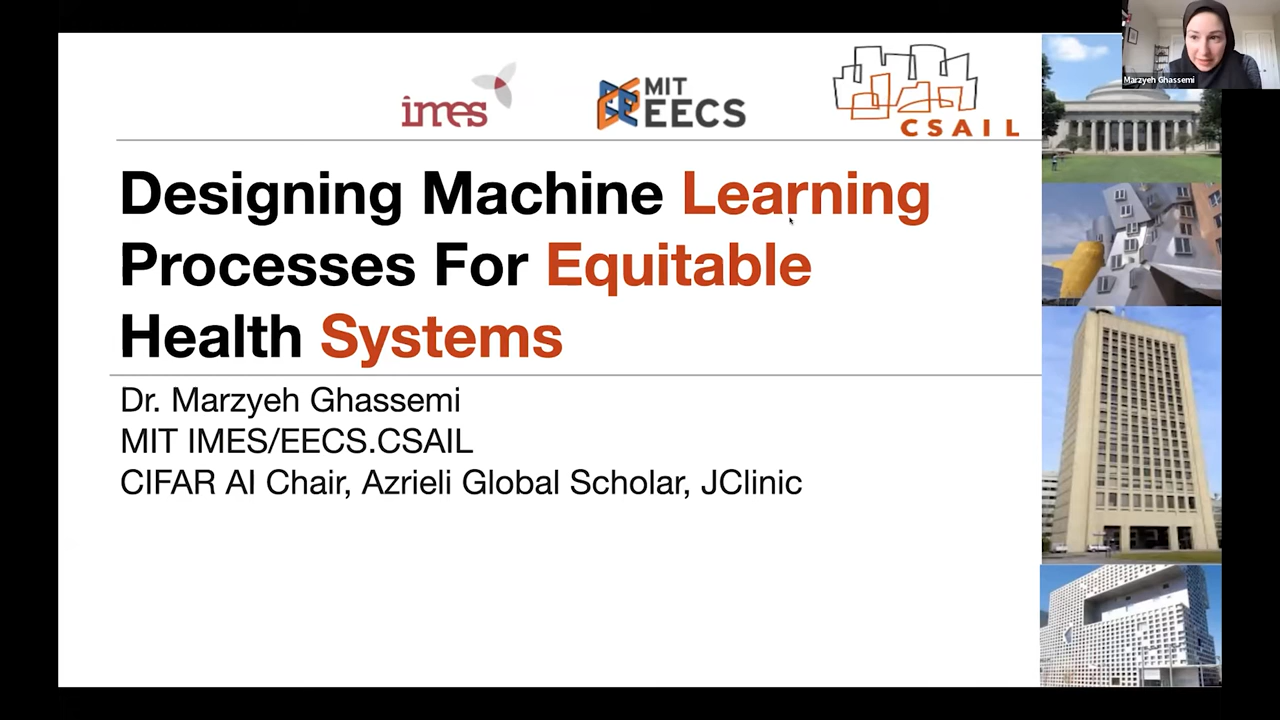 Marzyeh Ghassemi
imes
MIT
EECS
CSAIL
Designing Machine Learning
Processes For Equitable
Health Systems
Dr. Marzyeh Ghassemi
MIT IMES/EECS.CSAIL
CIFAR AI Chair, Azrieli Global Scholar, JClinic